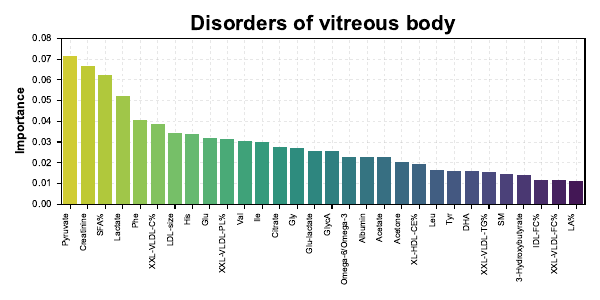 Disorders of vitreous body
Importance
0.08
0.07
0.06
0.05
0.04
0.03
0.02
0.01
0.00
Pyruvate
Creatinine
SFA%
Lactate
Phe
XXL-VLDL-C%
LDL-size
His
Glu
XXL-VLDL-PL%
Val
Ile
Citrate
Gly
Glu-lactate
GlycA
Omega-6/Omega-3
Albumin
Acetate
Acetone
XL-HDL-CE%
Leu
Tyr
DHA
XXL-VLDL-TG%
SM
3-Hydroxybutyrate
IDL-FC%
XXL-VLDL-FC%
LA%